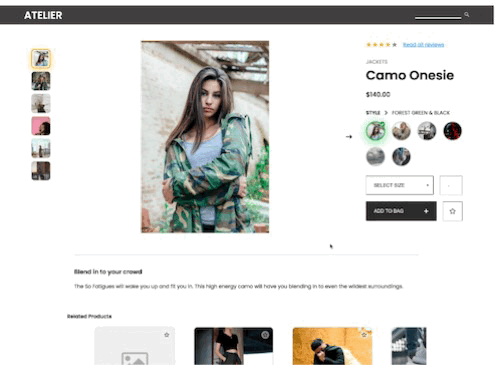 ATELIER
Read all reviews
JACKETS
Camo Onesie
$140.00
STYLE > FOREST GREEN & BLACK
SELECT SIZE
-
ADD TO BAG +
Blend in to your crowd
The So Fatigues will wake you up and fit you in. This high energy camo will have you blending in to even the wildest surroundings.
Related Products